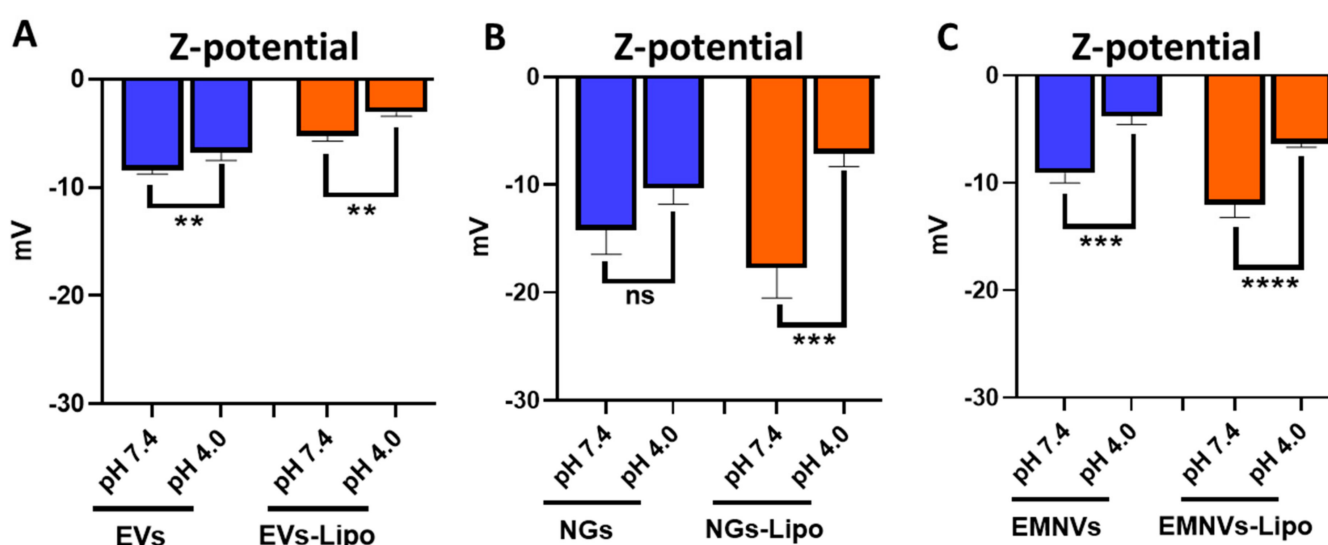 A
Z-potential
0
-10
-20
-30
mV
**
**
pH 7.4
pH 4.0
pH 7.4
pH 4.0
EVs
EVs-Lipo
B
Z-potential
0
-10
-20
-30
mV
ns
***
pH 7.4
pH 4.0
pH 7.4
pH 4.0
NGs
NGs-Lipo
C
Z-potential
0
-10
-20
-30
mV
***
****
pH 7.4
pH 4.0
pH 7.4
pH 4.0
EMNVs
EMNVs-Lipo